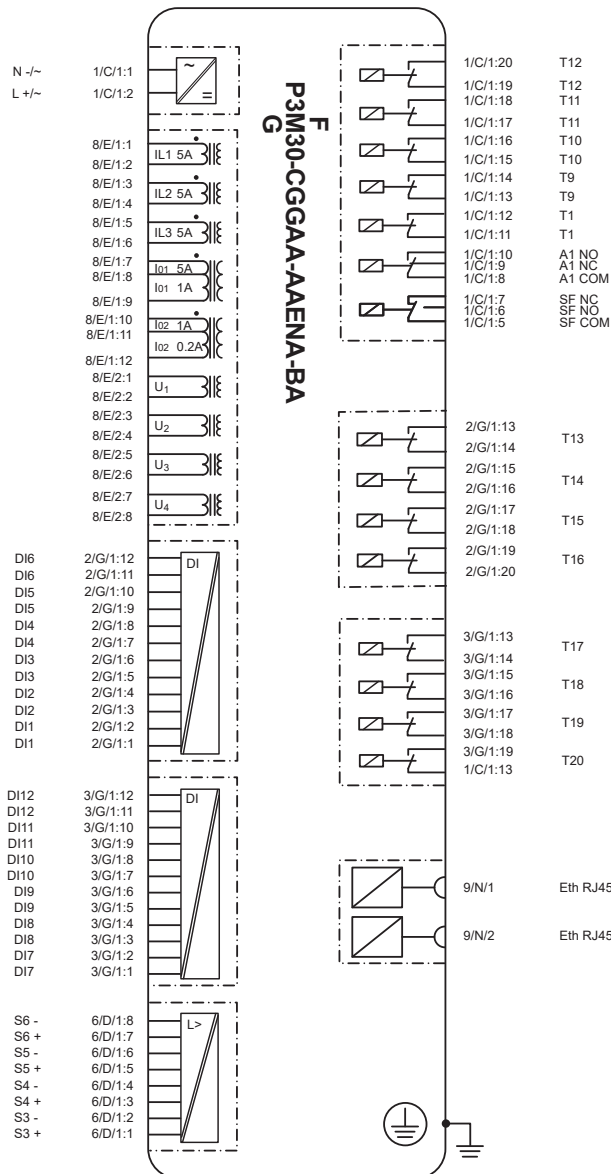 N -/~ 1/C/1:1
L +/~ 1/C/1:2
~
=
8/E/1:1
IL1 5A
8/E/1:2
8/E/1:3
IL2 5A
8/E/1:4
8/E/1:5
IL3 5A
8/E/1:6
8/E/1:7
I01 5A
8/E/1:8
I01 1A
8/E/1:9
8/E/1:10
I02 1A
8/E/1:11
I02 0.2A
8/E/1:12
8/E/2:1
U1
8/E/2:2
8/E/2:3
U2
8/E/2:4
8/E/2:5
U3
8/E/2:6
8/E/2:7
U4
8/E/2:8
DI6 2/G/1:12
DI
DI6 2/G/1:11
DI5 2/G/1:10
DI5 2/G/1:9
DI4 2/G/1:8
DI4 2/G/1:7
DI3 2/G/1:6
DI3 2/G/1:5
DI2 2/G/1:4
DI2 2/G/1:3
DI1 2/G/1:2
DI1 2/G/1:1
DI12 3/G/1:12
DI
DI12 3/G/1:11
DI11 3/G/1:10
DI11 3/G/1:9
DI10 3/G/1:8
DI10 3/G/1:7
DI9 3/G/1:6
DI9 3/G/1:5
DI8 3/G/1:4
DI8 3/G/1:3
DI7 3/G/1:2
DI7 3/G/1:1
S6 - 6/D/1:8
L>
S6 + 6/D/1:7
S5 - 6/D/1:6
S5 + 6/D/1:5
S4 - 6/D/1:4
S4 + 6/D/1:3
S3 - 6/D/1:2
S3 + 6/D/1:1
F
P3M30-CGGAA-AAENA-BA
G
1/C/1:20 T12
1/C/1:19 T12
1/C/1:18 T11
1/C/1:17 T11
1/C/1:16 T10
1/C/1:15 T10
1/C/1:14 T9
1/C/1:13 T9
1/C/1:12 T1
1/C/1:11 T1
1/C/1:10 A1 NO
1/C/1:9 A1 NC
1/C/1:8 A1 COM
1/C/1:7 SF NC
1/C/1:6 SF NO
1/C/1:5 SF COM
2/G/1:13
T13
2/G/1:14
2/G/1:15
T14
2/G/1:16
2/G/1:17
T15
2/G/1:18
2/G/1:19
T16
2/G/1:20
3/G/1:13
T17
3/G/1:14
3/G/1:15
T18
3/G/1:16
3/G/1:17
T19
3/G/1:18
3/G/1:19
T20
1/C/1:13
9/N/1 Eth RJ45
9/N/2 Eth RJ45